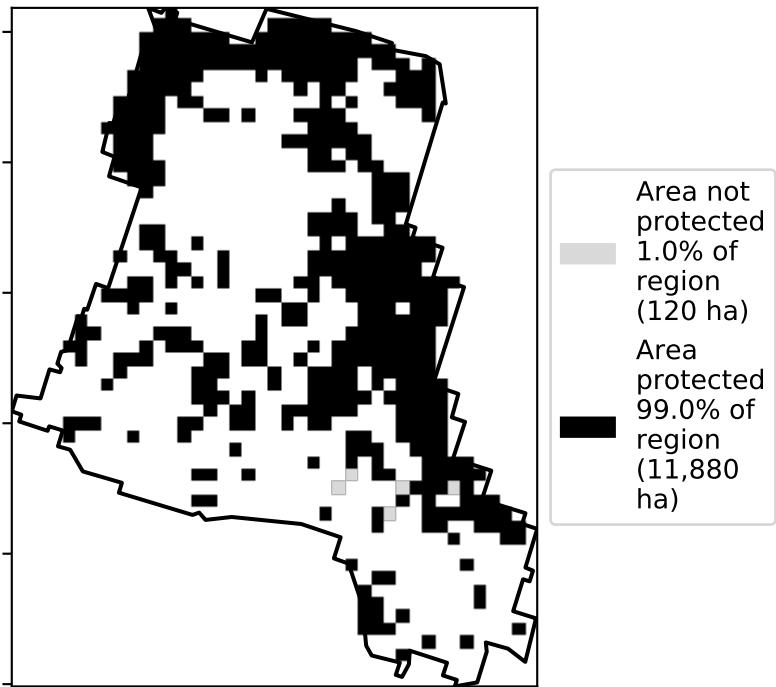 Area not
protected
1.0% of
region
(120 ha)
Area
protected
99.0% of
region
(11,880
ha)